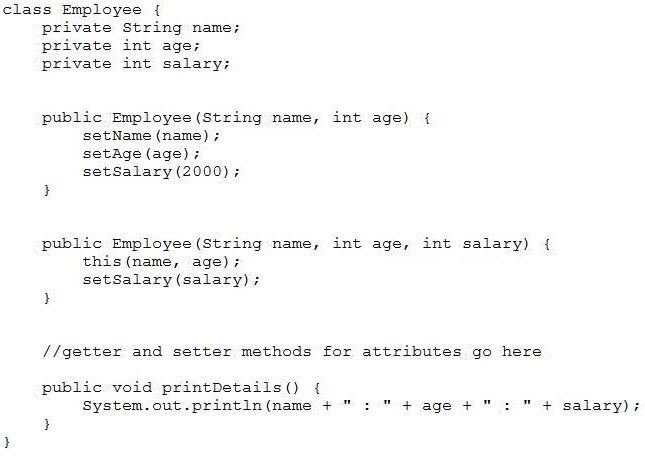 class Employee {
    private String name;
    private int age;
    private int salary;

    public Employee(String name, int age) {
        setName(name);
        setAge(age);
        setSalary(2000);
    }

    public Employee(String name, int age, int salary) {
        this(name, age);
        setSalary(salary);
    }

    //getter and setter methods for attributes go here

    public void printDetails() {
        System.out.println(name + " : " + age + " : " + salary);
    }
}